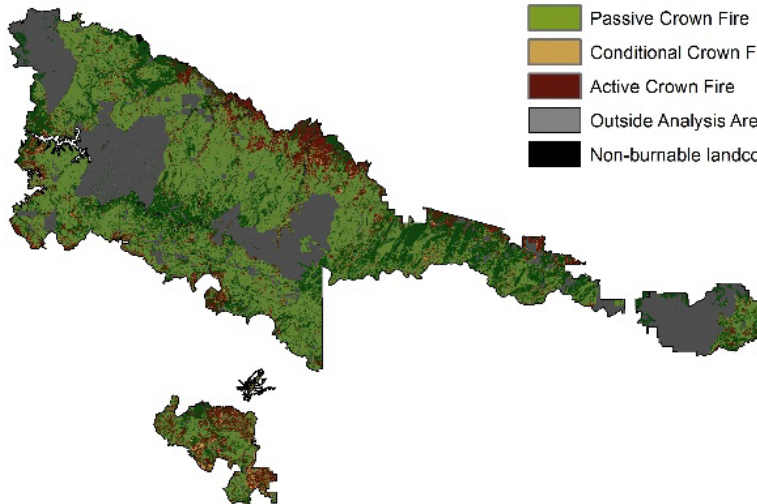 Passive Crown Fire
Conditional Crown F
Active Crown Fire
Outside Analysis Are
Non-burnable landco